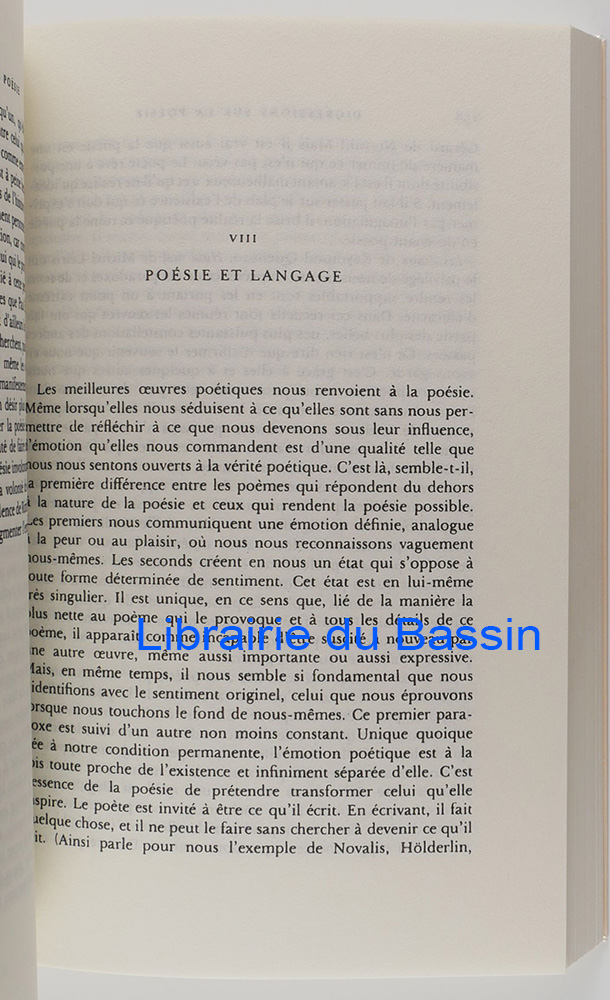 POÉSIE
VIII
POÉSIE ET LANGAGE
Les meilleures œuvres poétiques nous renvoient à la poésie.
Même lorsqu'elles nous séduisent à ce qu'elles sont sans nous per-
mettre de réfléchir à ce que nous devenons sous leur influence,
l'émotion qu'elles nous commandent est d'une qualité telle que
nous nous sentons ouverts à la vérité poétique. C'est là, semble-t-il,
a première différence entre les poèmes qui répondent du dehors
à la nature de la poésie et ceux qui rendent la poésie possible.
Les premiers nous communiquent une émotion définie, analogue
à la peur ou au plaisir, où nous nous reconnaissons vaguement
nous-mêmes. Les seconds créent en nous un état qui s'oppose à
oute forme déterminée de sentiment. Cet état est en lui-même
rès singulier. Il est unique, en ce sens que, lié de la manière la
plus nette au poème qui le provoque et à tous les détails de ce
poème, il apparaît comme incapable d'être suscité à nouveau par
ne autre œuvre, même aussi importante ou aussi expressive.
Mais, en même temps, il nous semble si fondamental que nous
identifions avec le sentiment originel, celui que nous éprouvons
orsque nous touchons le fond de nous-mêmes. Ce premier para-
oxe est suivi d'un autre non moins constant. Unique quoique
ée à notre condition permanente, l'émotion poétique est à la
ois toute proche de l'existence et infiniment séparée d'elle. C'est
essence de la poésie de prétendre transformer celui qu'elle
spire. Le poète est invité à être ce qu'il écrit. En écrivant, il fait
uelque chose, et il ne peut le faire sans chercher à devenir ce qu'il
it. (Ainsi parle pour nous l'exemple de Novalis, Hölderlin,
Librairie du Bassin